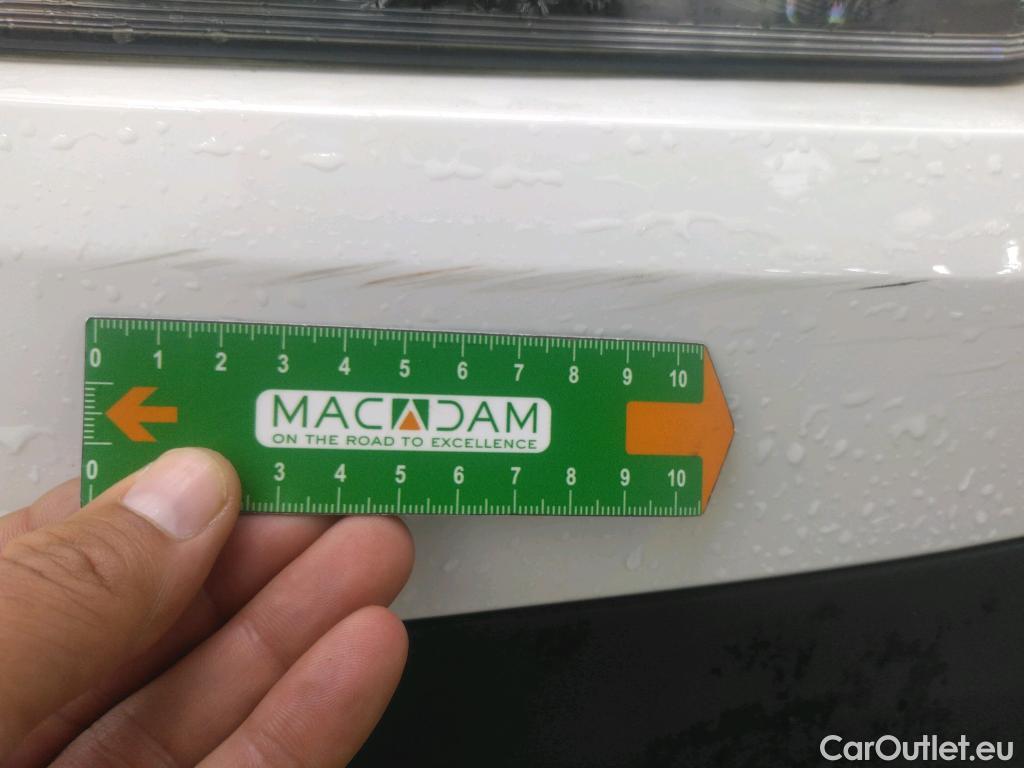 0 1 2 3 4 5 6 7 8 9 10
MACADAM
ON THE ROAD TO EXCELLENCE
0 3 4 5 6 7 8 9 10
CarOutlet.eu